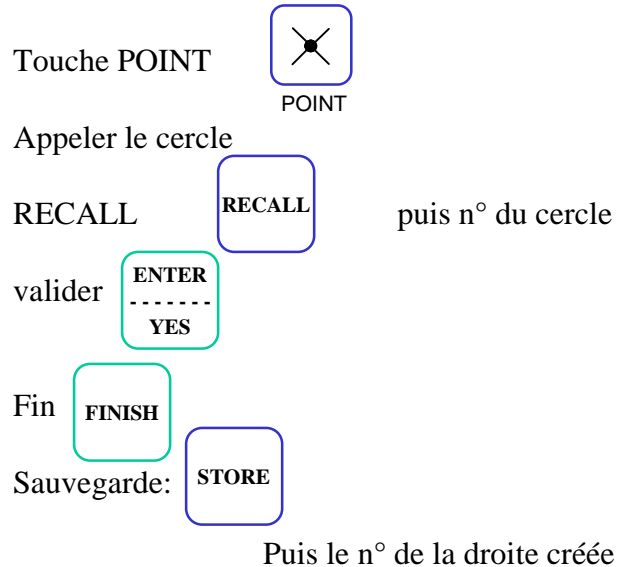 Touche POINT
POINT
Appeler le cercle
RECALL RECALL puis n° du cercle
valider ENTER
YES
Fin FINISH
Sauvegarde: STORE
Puis le n° de la droite créée